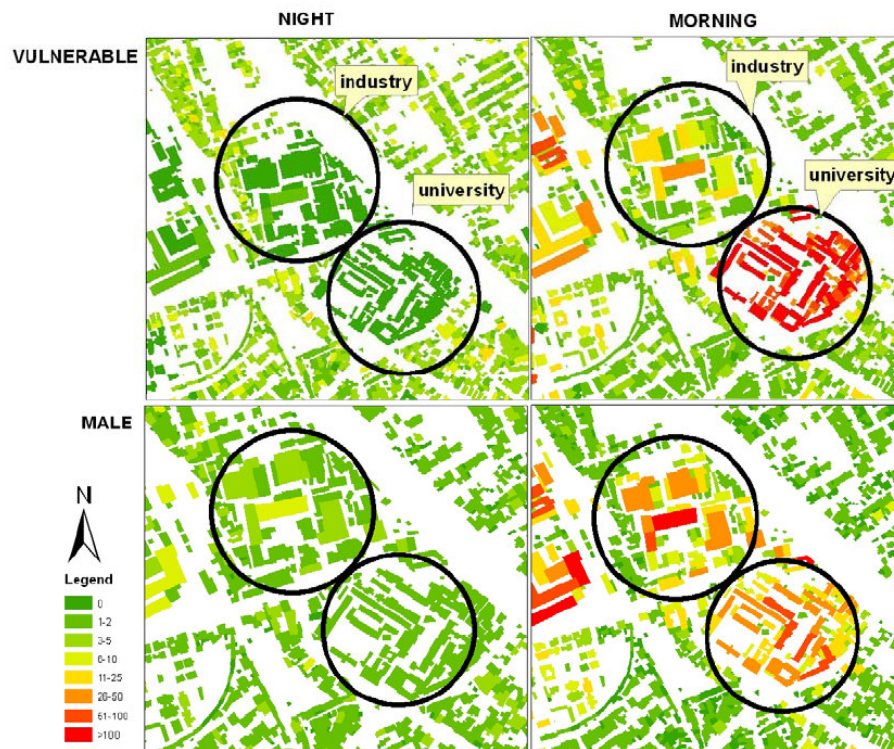 NIGHT
MORNING
VULNERABLE
industry
industry
university
university
MALE
N
Legend
0
1-2
3-5
6-10
11-25
26-50
51-100
>100